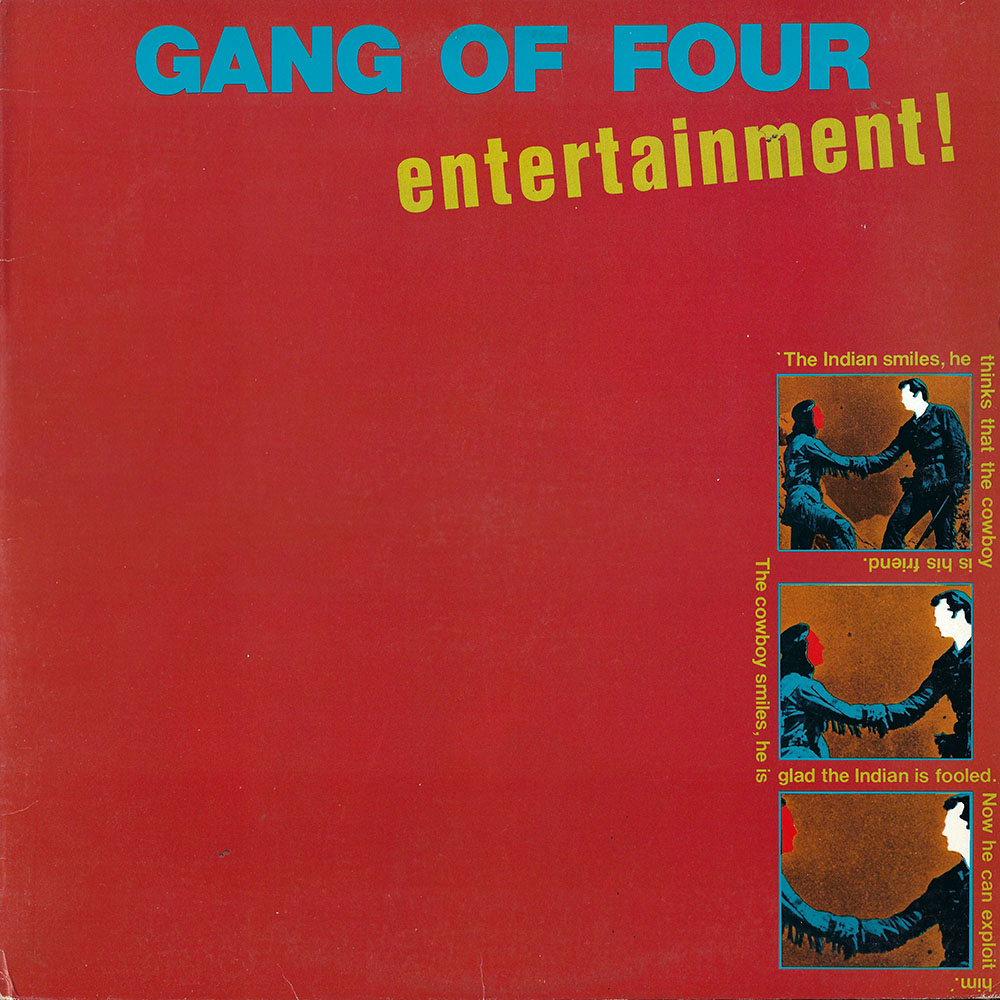 GANG OF FOUR
entertainment!
'The Indian smiles, he
thinks that the cowboy
is his friend.
The cowboy smiles, he is
glad the Indian is fooled.
Now he can exploit
him.'